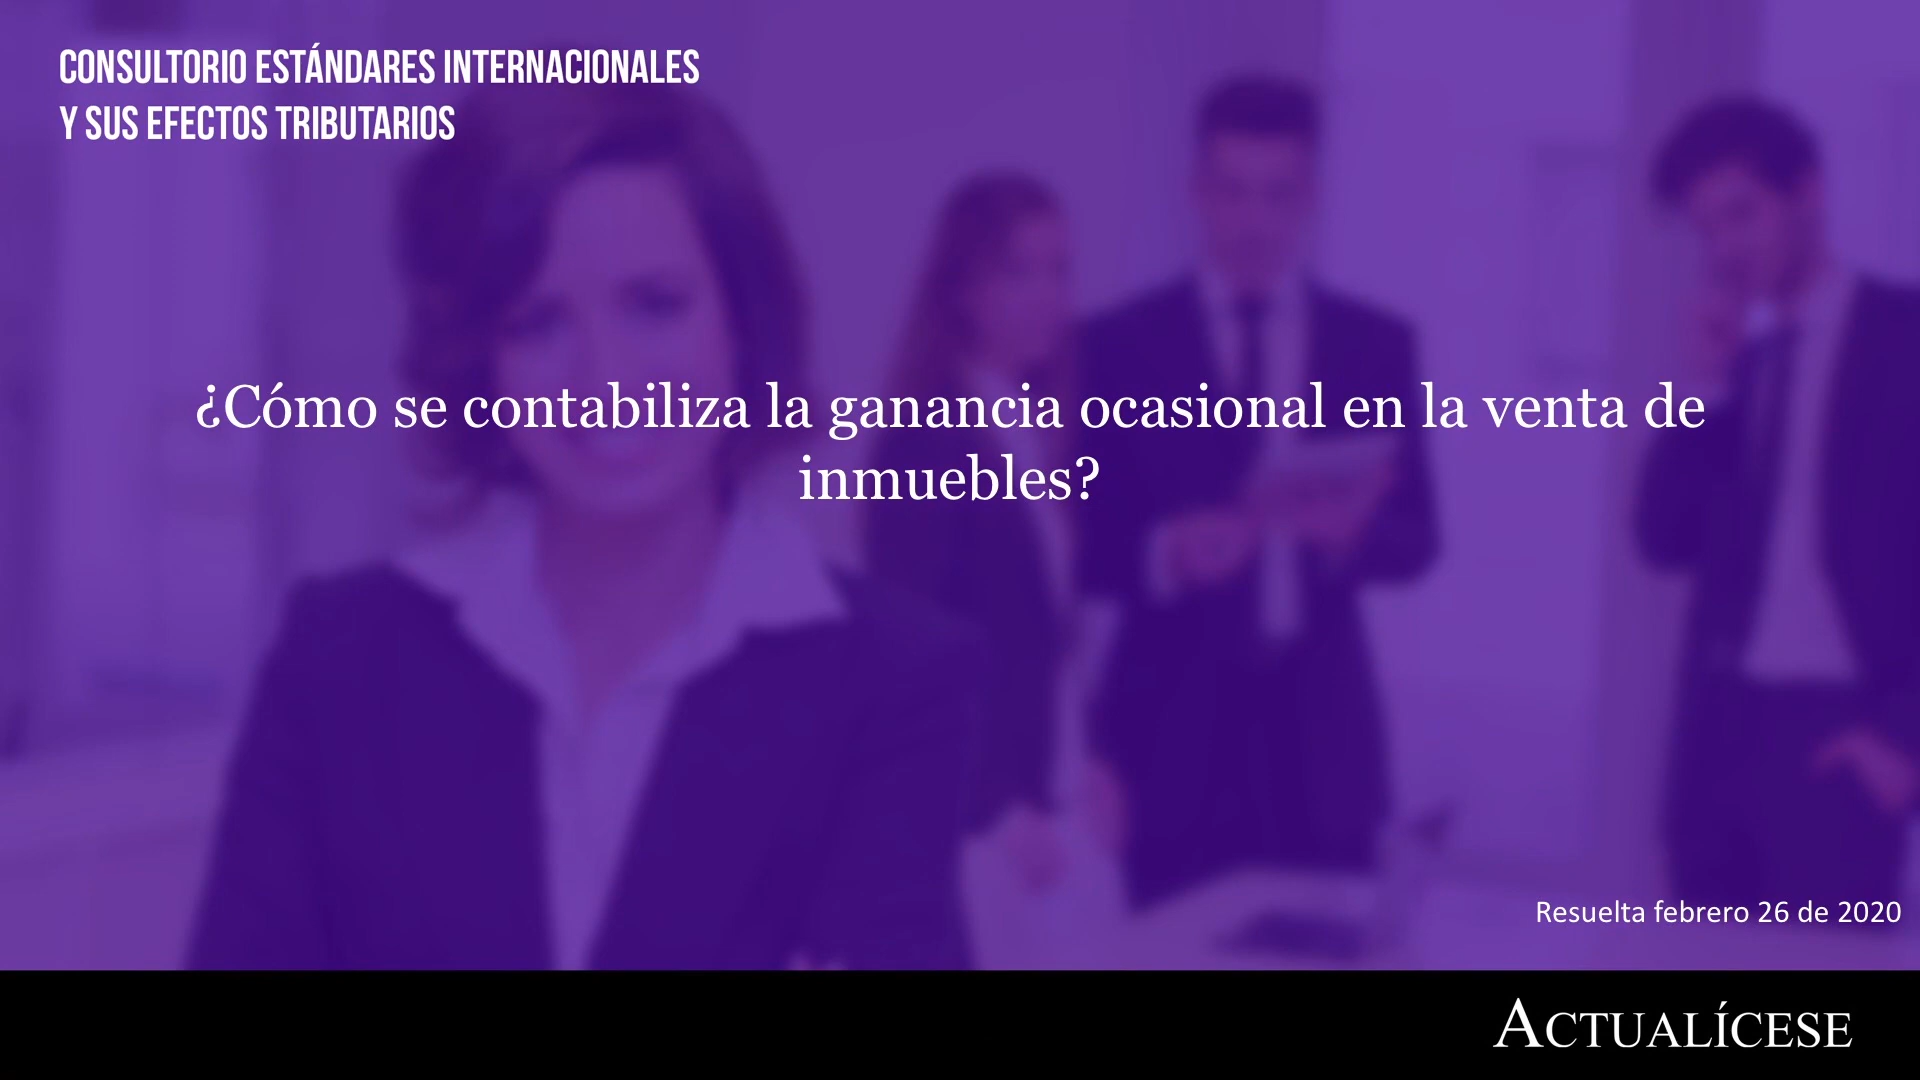 CONSULTORIO ESTÁNDARES INTERNACIONALES
Y SUS EFECTOS TRIBUTARIOS
¿Cómo se contabiliza la ganancia ocasional en la venta de
inmuebles?
Resuelta febrero 26 de 2020
ACTUALÍCESE